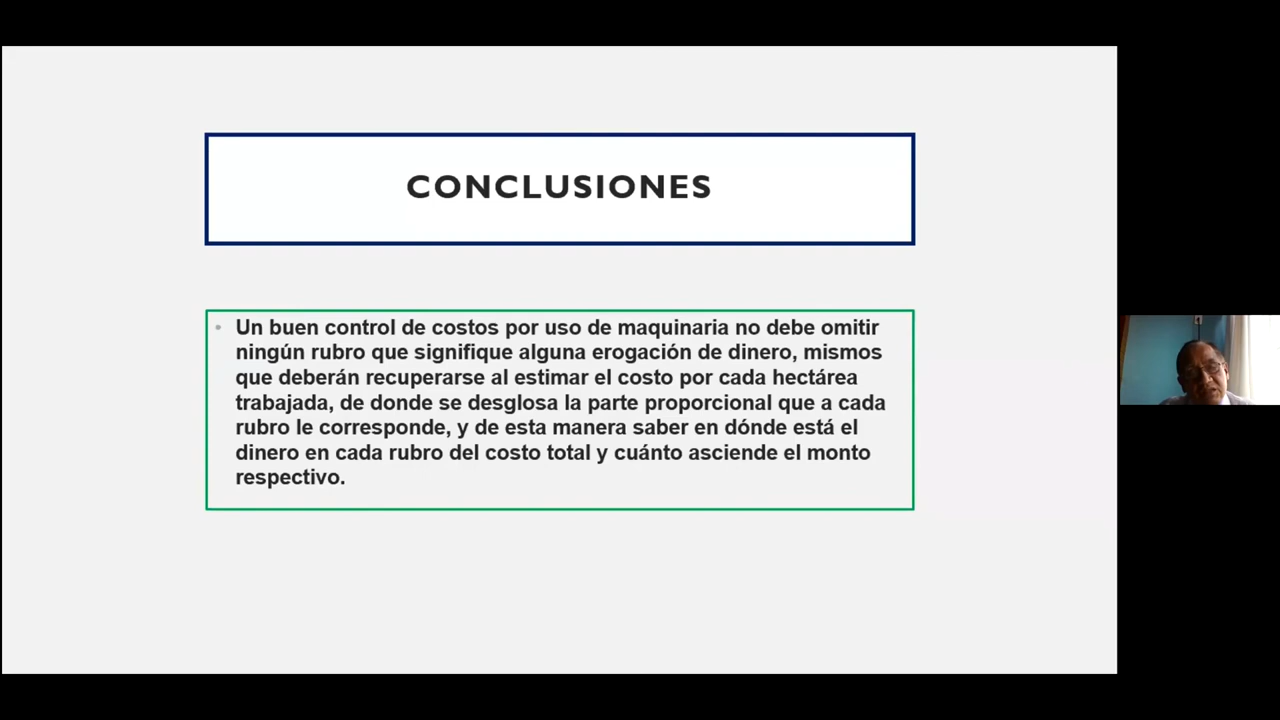 CONCLUSIONES
• Un buen control de costos por uso de maquinaria no debe omitir
ningún rubro que signifique alguna erogación de dinero, mismos
que deberán recuperarse al estimar el costo por cada hectárea
trabajada, de donde se desglosa la parte proporcional que a cada
rubro le corresponde, y de esta manera saber en dónde está el
dinero en cada rubro del costo total y cuánto asciende el monto
respectivo.